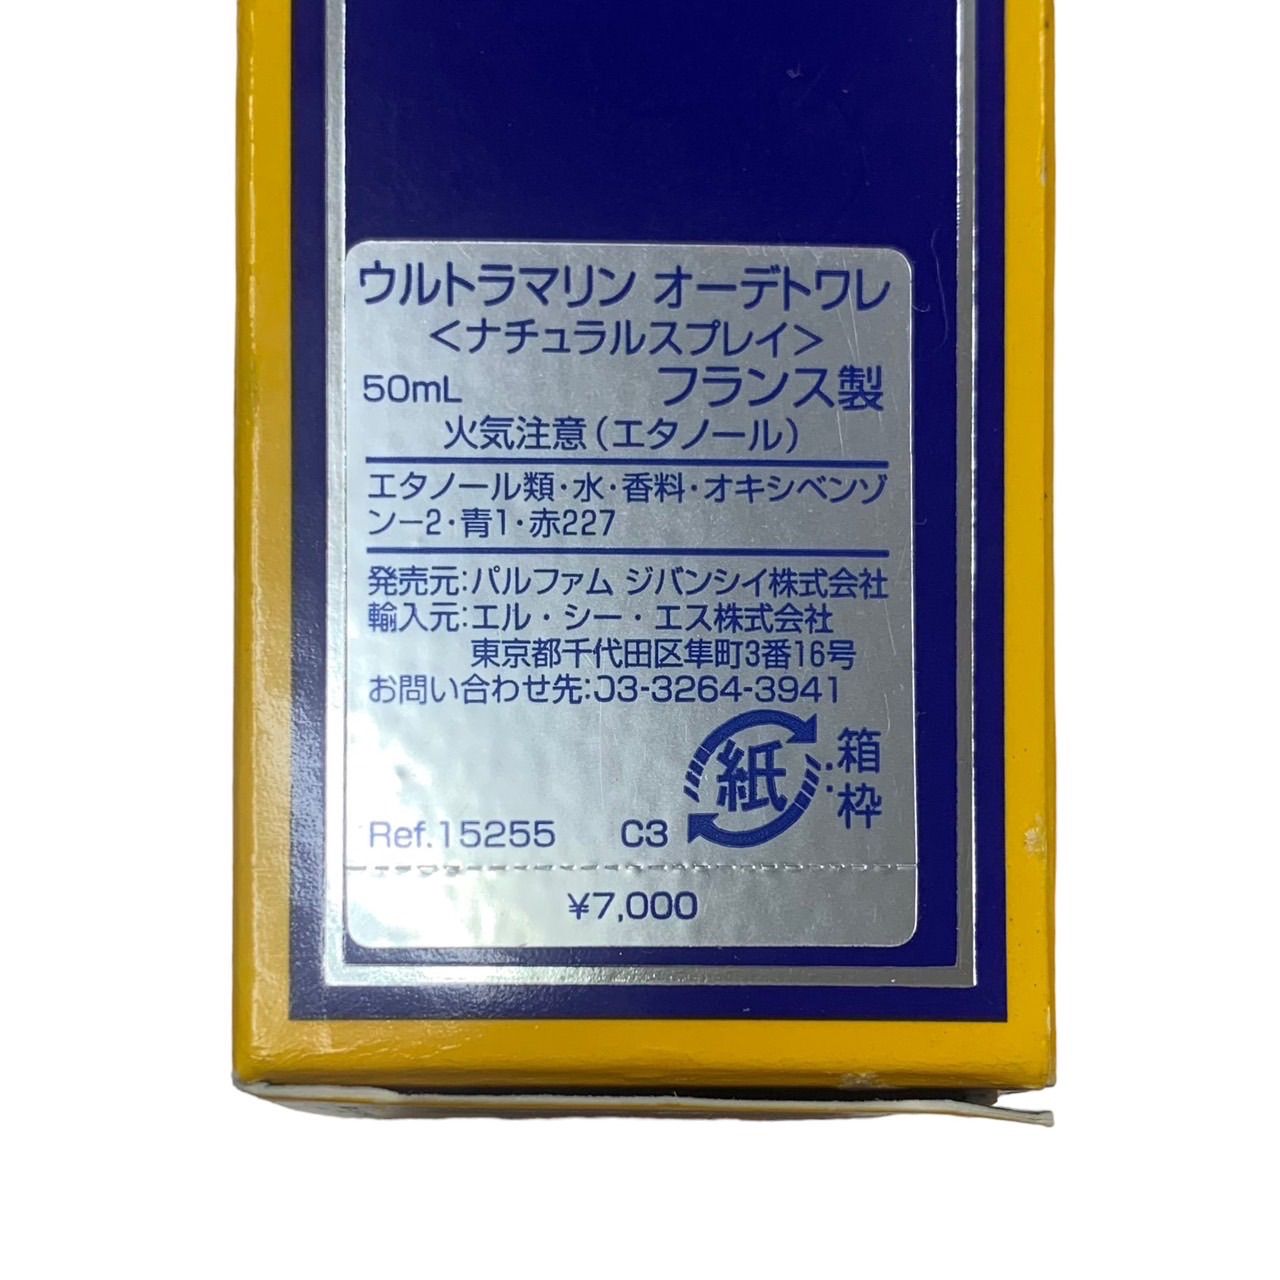 ウルトラマリン オーデトワレ
<ナチュラルスプレイ>
50mL フランス製
火気注意(エタノール)
エタノール類・水・香料・オキシベンゾ
ン−2・青1・赤227
発売元:パルファム ジバンシイ株式会社
輸入元:エル・シー・エス株式会社
東京都千代田区隼町3番16号
お問い合わせ先:03-3264-3941
紙 :箱
:枠
Ref.15255 C3
¥7,000